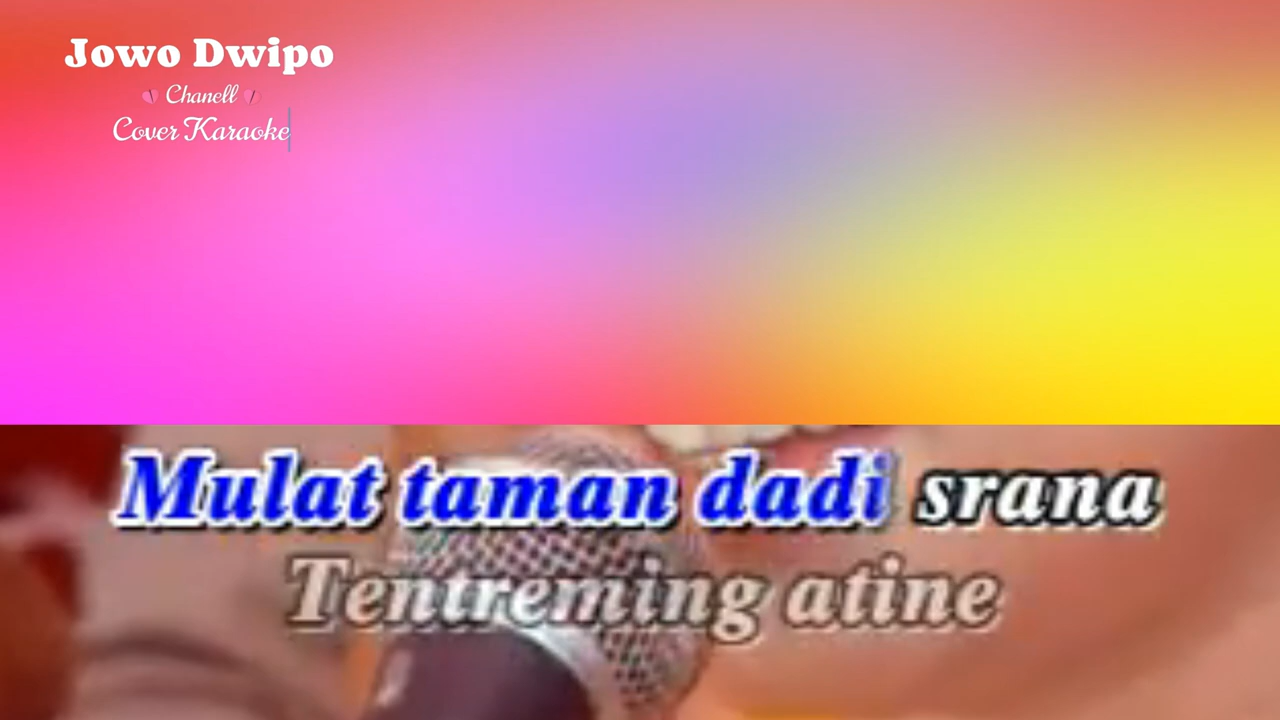 Jowo Dwipo
Chanell
Cover Karaoke
Mulat taman dadi srana
Tentreming atine